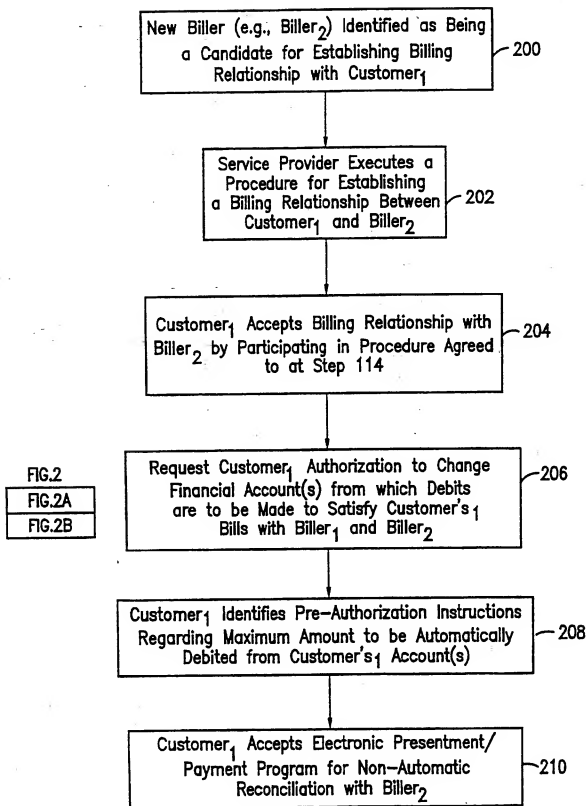 New Biller (e.g., Biller₂) Identified as Being
a Candidate for Establishing Billing
Relationship with Customer₁
200
Service Provider Executes a
Procedure for Establishing
a Billing Relationship Between
Customer₁ and Biller₂
202
Customer₁ Accepts Billing Relationship with
Biller₂ by Participating in Procedure Agreed
to at Step 114
204
FIG.2
FIG.2A
FIG.2B
Request Customer₁ Authorization to Change
Financial Account(s) from which Debits
are to be Made to Satisfy Customer's₁
Bills with Biller₁ and Biller₂
206
Customer₁ Identifies Pre-Authorization Instructions
Regarding Maximum Amount to be Automatically
Debited from Customer's₁ Account(s)
208
Customer₁ Accepts Electronic Presentment/
Payment Program for Non-Automatic
Reconciliation with Biller₂
210